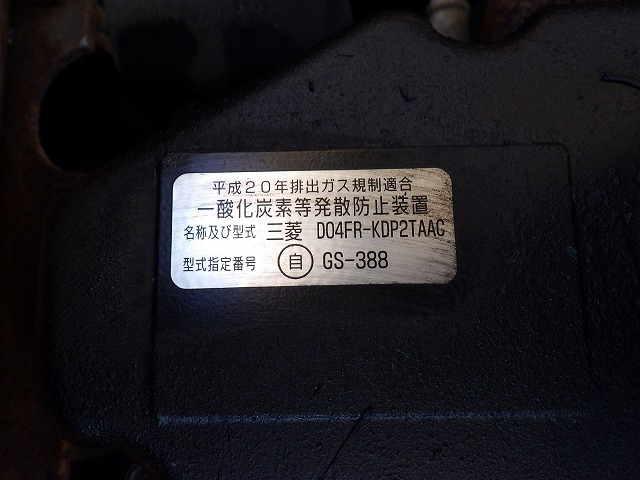 平成20年排出ガス規制適合
一酸化炭素等発散防止装置
名称及び型式 三菱 D04FR-KDP2TAAC
型式指定番号 自 GS-388